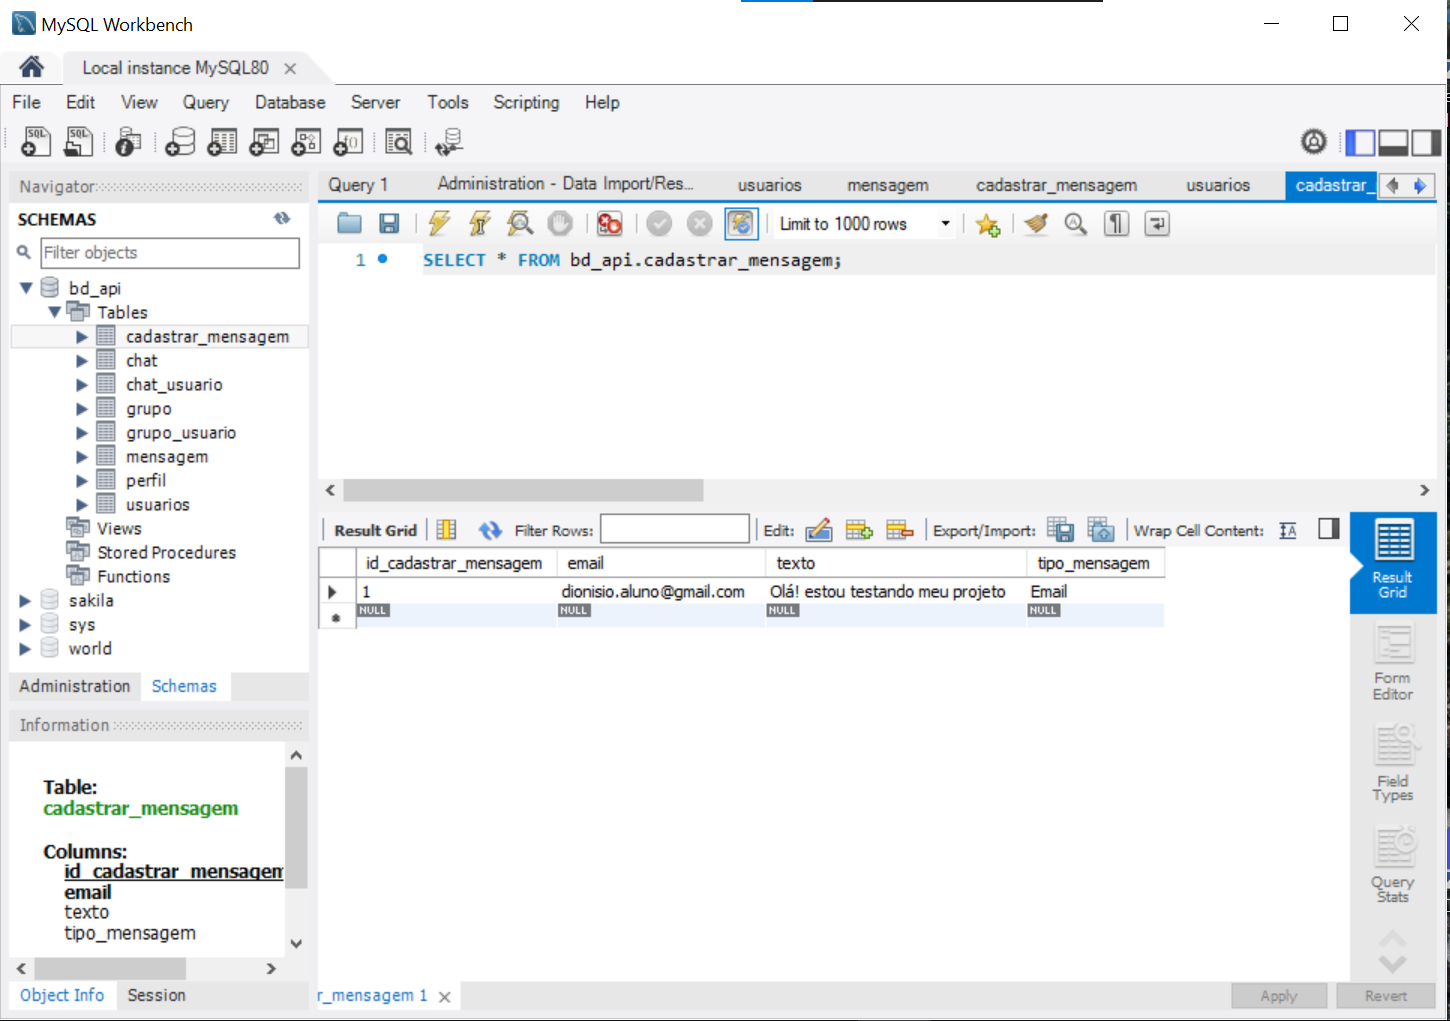 MySQL Workbench
Local instance MySQL80
File Edit View Query Database Server Tools Scripting Help
SQL SQL
Navigator
SCHEMAS
Filter objects
bd_api
Tables
cadastrar_mensagem
chat
chat_usuario
grupo
grupo_usuario
mensagem
perfil
usuarios
Views
Stored Procedures
Functions
sakila
sys
world
Administration Schemas
Information
Table:
cadastrar_mensagem
Columns:
id_cadastrar_mensagem
email
texto
tipo_mensagem
Object Info Session
Query 1 Administration - Data Import/Res... usuarios mensagem cadastrar_mensagem usuarios cadastrar_
Limit to 1000 rows
1 SELECT * FROM bd_api.cadastrar_mensagem;
Result Grid Filter Rows: Edit: Export/Import: Wrap Cell Content:
id_cadastrar_mensagem email texto tipo_mensagem
1 dionisio.aluno@gmail.com Olá! estou testando meu projeto Email
NULL NULL NULL NULL
Result
Grid
Form
Editor
Field
Types
Query
Stats
r_mensagem 1
Apply Revert